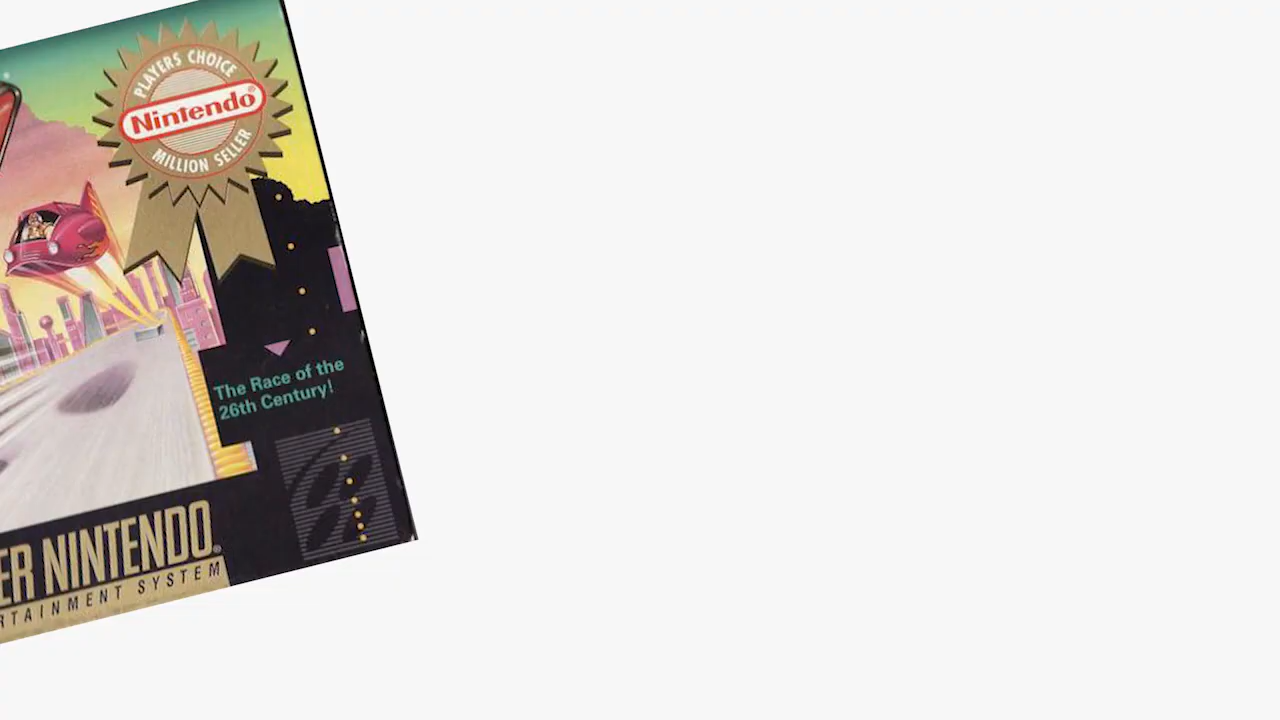 PLAYERS CHOICE
Nintendo®
MILLION SELLER
The Race of the
26th Century!
ER NINTENDO®
RTAINMENT SYSTEM